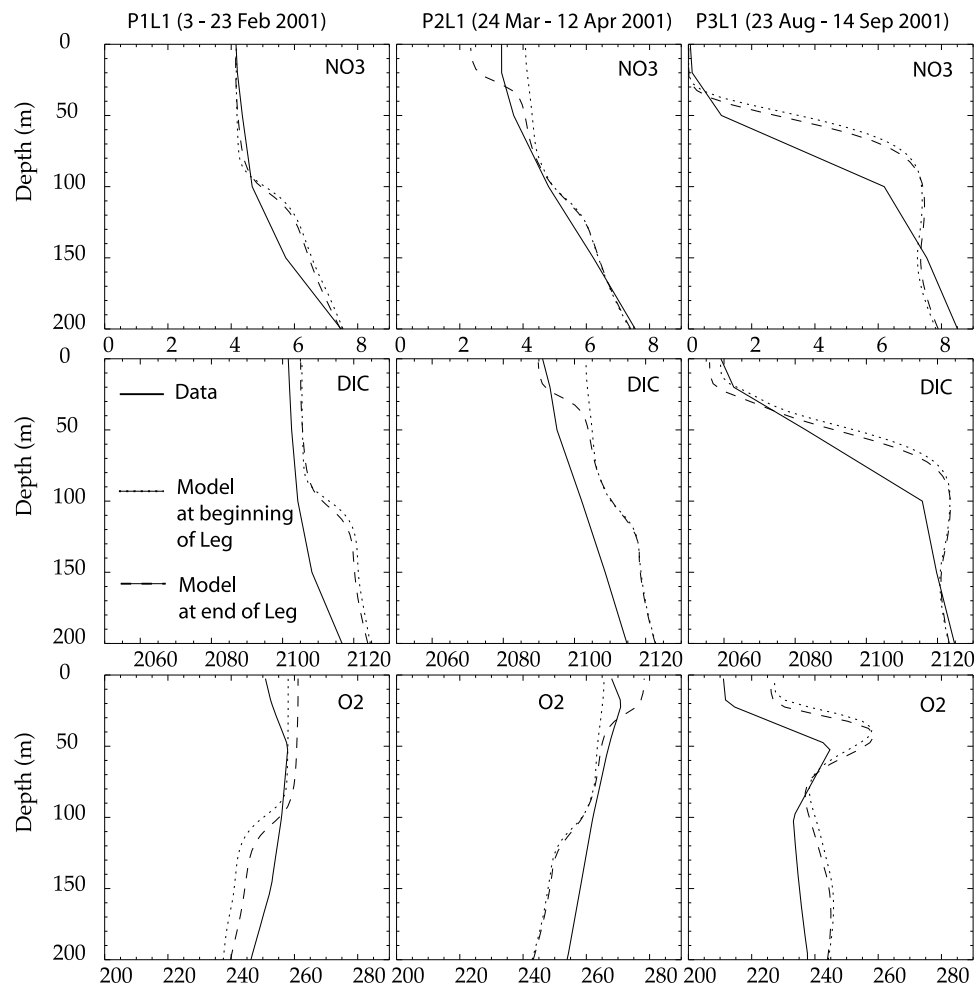 P1L1 (3 - 23 Feb 2001) P2L1 (24 Mar - 12 Apr 2001) P3L1 (23 Aug - 14 Sep 2001)
0
NO3 NO3 NO3
50
Depth (m)
100
150
200
0 2 4 6 8 0 2 4 6 8 0 2 4 6 8
0
DIC DIC DIC
Data
50
Depth (m)
Model
at beginning
of Leg
100
150
Model
at end of Leg
200
2060 2080 2100 2120 2060 2080 2100 2120 2060 2080 2100 2120
0
O2 O2 O2
50
Depth (m)
100
150
200
200 220 240 260 280 200 220 240 260 280 200 220 240 260 280